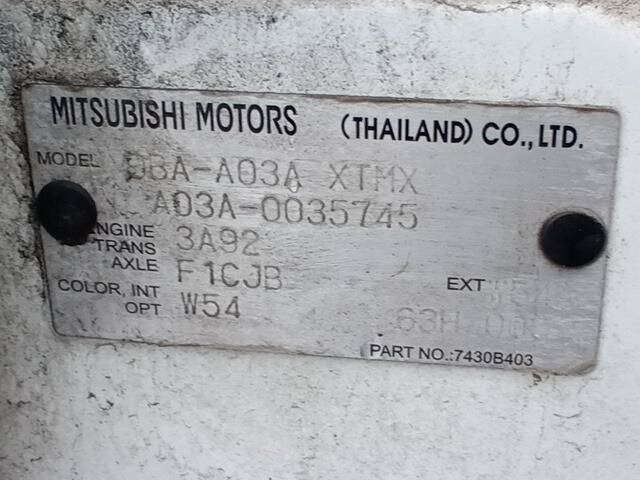 MITSUBISHI MOTORS (THAILAND) CO., LTD.
MODEL DBA-A03A XTMX
A03A-0035745
ENGINE 3A92
TRANS AXLE F1CJB
COLOR, INT W54 EXT
OPT 63H
PART NO.:7430B403